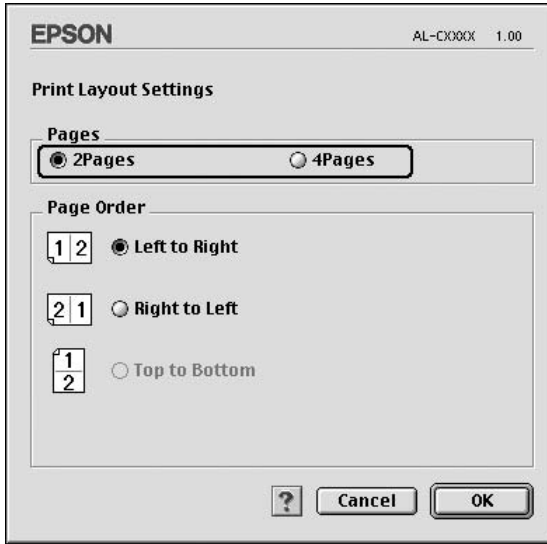 EPSON AL-CXXXX 1.00
Print Layout Settings
Pages
2Pages 4Pages
Page Order
1 2 Left to Right
2 1 Right to Left
1
2 Top to Bottom
? Cancel OK